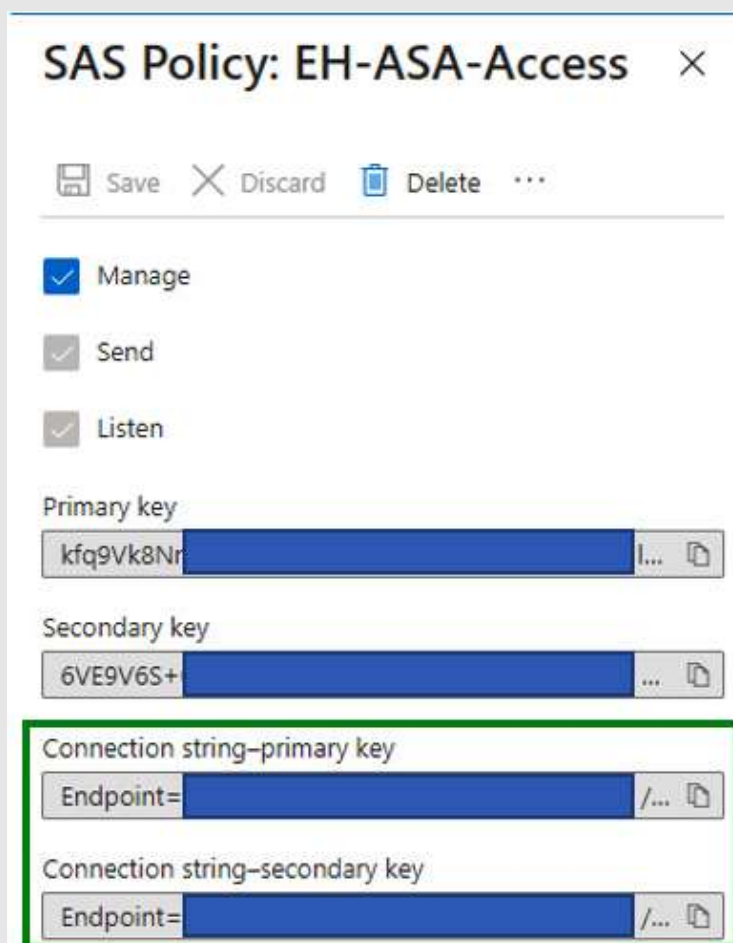 SAS Policy: EH-ASA-Access
Save Discard Delete ...
Manage
Send
Listen
Primary key
kfq9Vk8Nr l...
Secondary key
6VE9V6S+ ...
Connection string–primary key
Endpoint= /...
Connection string–secondary key
Endpoint= /...